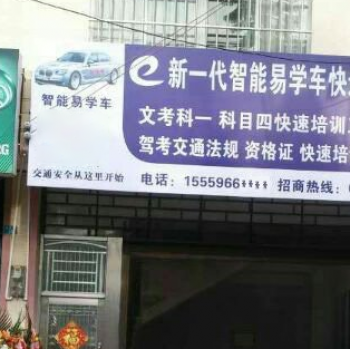 新一代智能易学车快
智能易学车
文考科一 科目四快速培训
驾考交通法规 资格证 快速培
交通安全从这里开始
电话：1555966**** 招商热线：